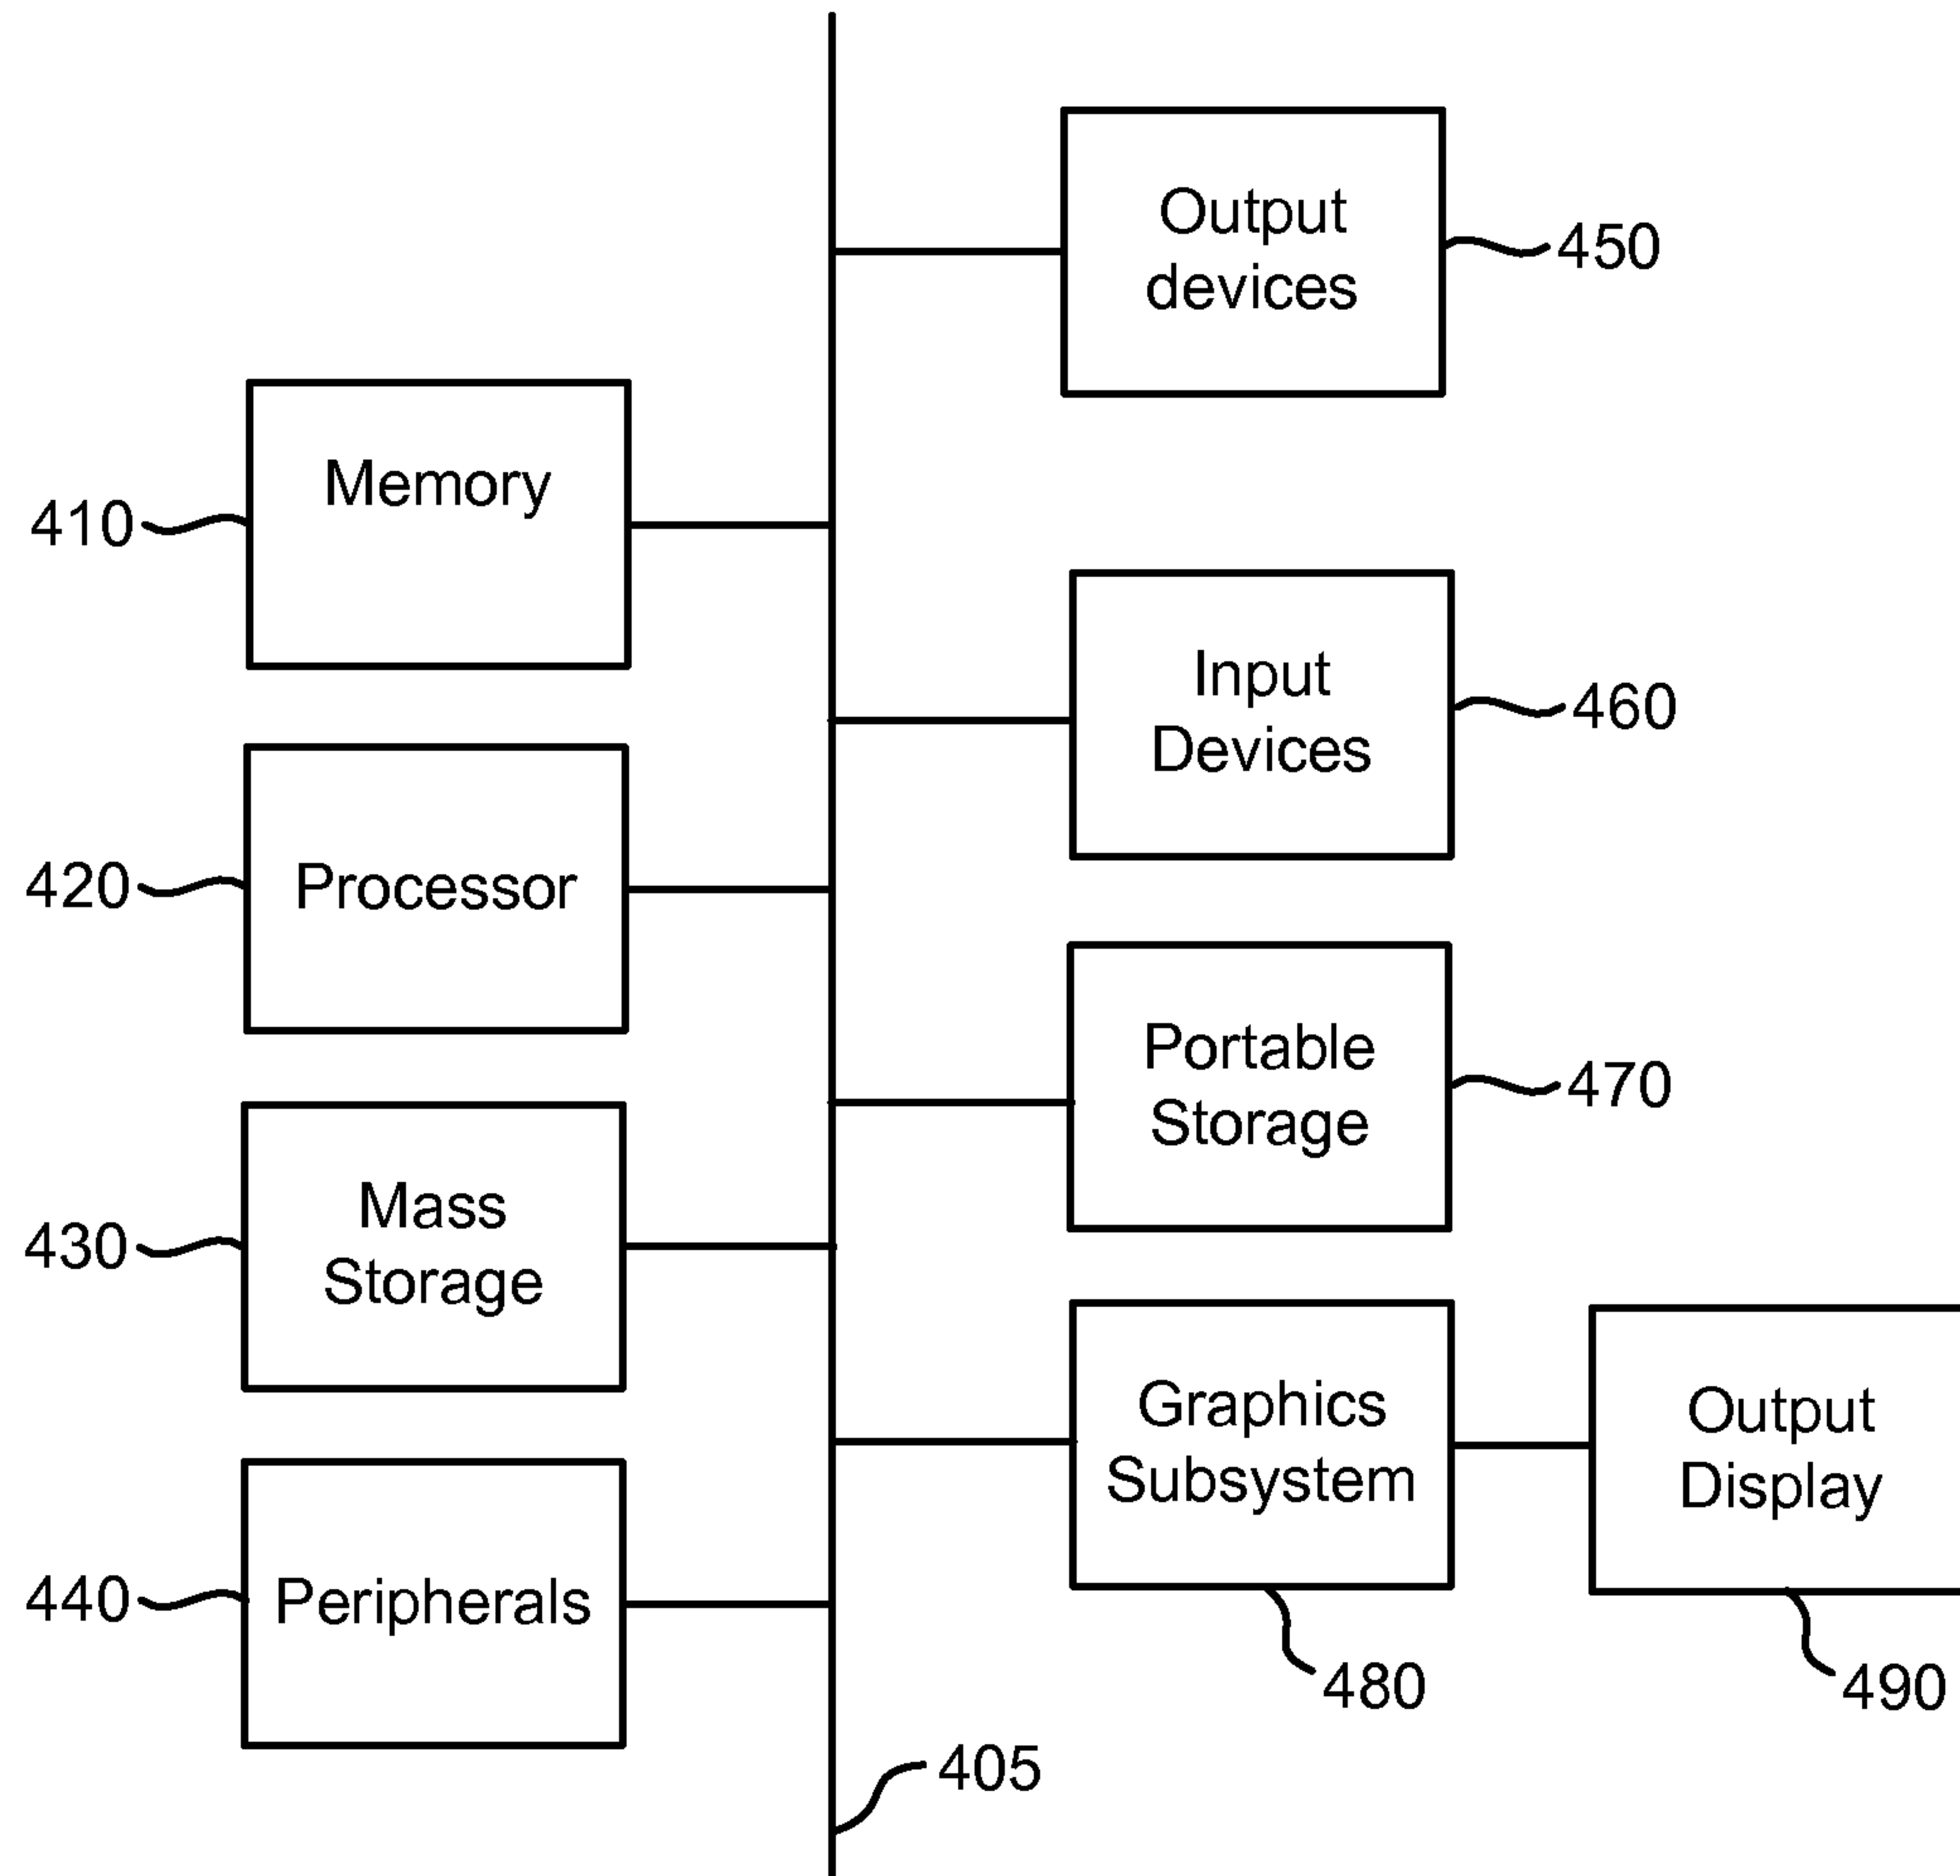 Output
devices
450
Memory
410
Input
Devices
460
Processor
420
Portable
Storage
470
Mass
Storage
430
Graphics
Subsystem
480
Output
Display
490
Peripherals
440
405